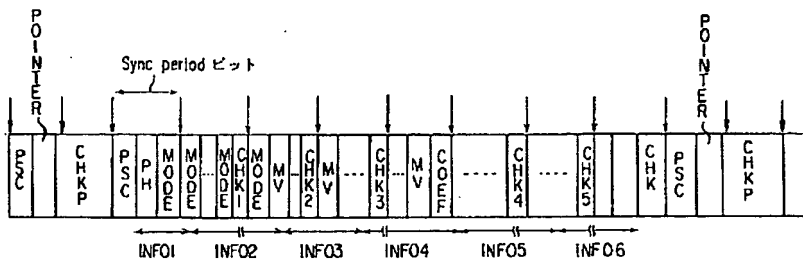 POINTER
POINTER
Sync period ビット
PSC
CHKP
PSC
PH
MODE
MODE
MODE
CHK1
MODE
MV
CHK2
MV
CHK3
MV
COEF
CHK4
CHK5
CHK
PSC
CHKP
INFO1
INFO2
INFO3
INFO4
INFO5
INFO6